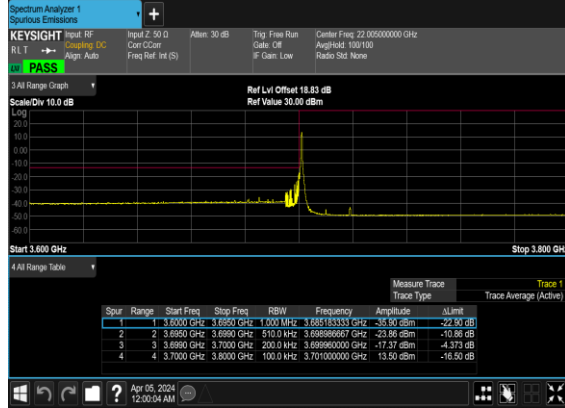 Spectrum Analyzer 1
Spurious Emissions
+
KEYSIGHT Input: RF
RLT Coupling: DC
Align: Auto
Input Z: 50 Ω
Corr CCorr
Freq Ref: Int (S)
Atten: 30 dB
Trig: Free Run
Gate: Off
IF Gain: Low
Center Freq: 22.005000000 GHz
Avg|Hold: 100/100
Radio Std: None
PASS
3 All Range Graph
Scale/Div 10.0 dB
Ref Lvl Offset 18.83 dB
Ref Value 30.00 dBm
Log
20.0
10.0
0.00
-10.0
-20.0
-30.0
-40.0
-50.0
-60.0
Start 3.600 GHz
Stop 3.800 GH
4 All Range Table
Measure Trace Trace 1
Trace Type Trace Average (Active)
Spur Range Start Freq Stop Freq RBW Frequency Amplitude ΔLimit
1 1 3.6000 GHz 3.6950 GHz 1.000 MHz 3.685183333 GHz -35.90 dBm -22.90 dB
2 2 3.6950 GHz 3.6990 GHz 510.0 kHz 3.698986667 GHz -23.86 dBm -10.86 dB
3 3 3.6990 GHz 3.7000 GHz 200.0 kHz 3.699960000 GHz -17.37 dBm -4.373 dB
4 4 3.7000 GHz 3.8000 GHz 100.0 kHz 3.701000000 GHz 13.50 dBm -16.50 dB
?
Apr 05, 2024
12:00:04 AM